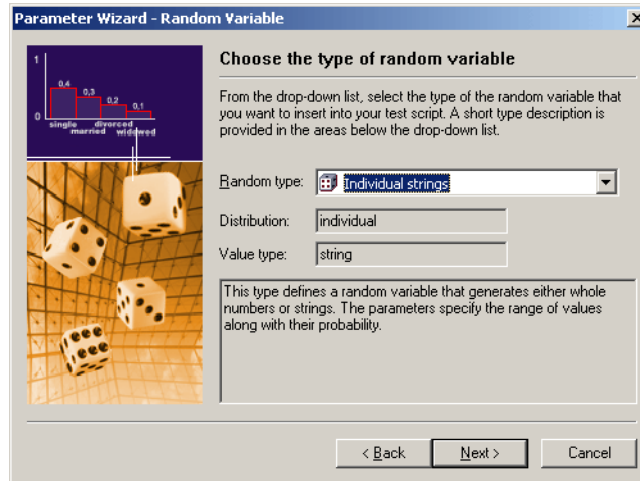 Parameter Wizard - Random Variable
1
0,4
0,3
0,2
0,1
0
single
divorced
married
widowed
Choose the type of random variable
From the drop-down list, select the type of the random variable that
you want to insert into your test script. A short type description is
provided in the areas below the drop-down list.
Random type: Individual strings
Distribution: individual
Value type: string
This type defines a random variable that generates either whole
numbers or strings. The parameters specify the range of values
along with their probability.
< Back Next > Cancel